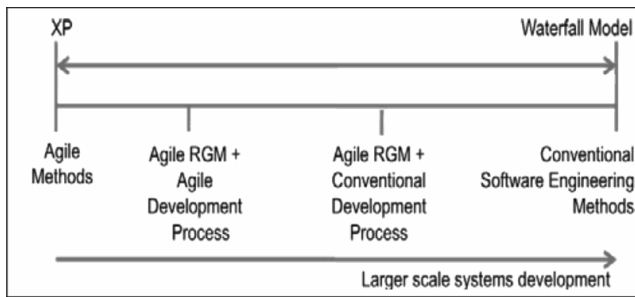 XP Waterfall Model
Agile Methods
Agile RGM + Agile Development Process
Agile RGM + Conventional Development Process
Conventional Software Engineering Methods
Larger scale systems development